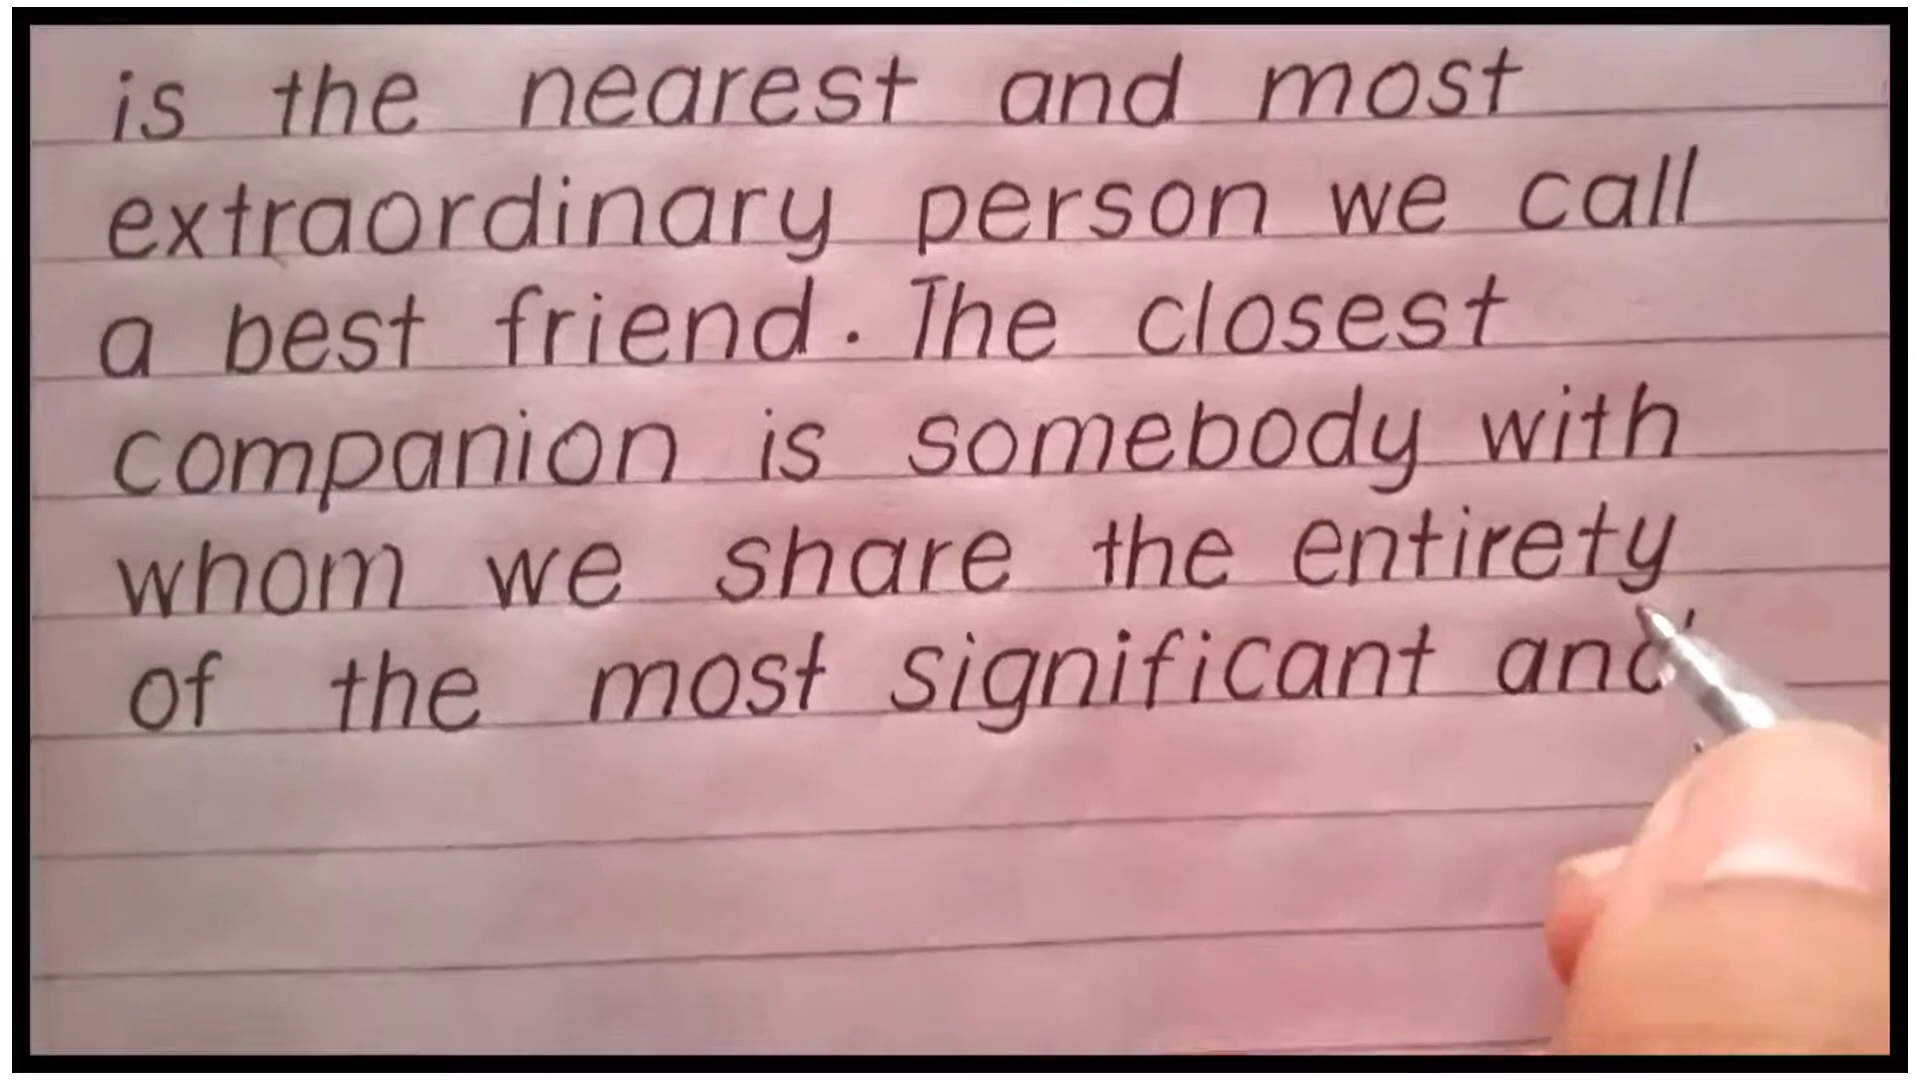 is the nearest and most
extraordinary person we call
a best friend. The closest
companion is somebody with
whom we share the entirety
of the most significant and